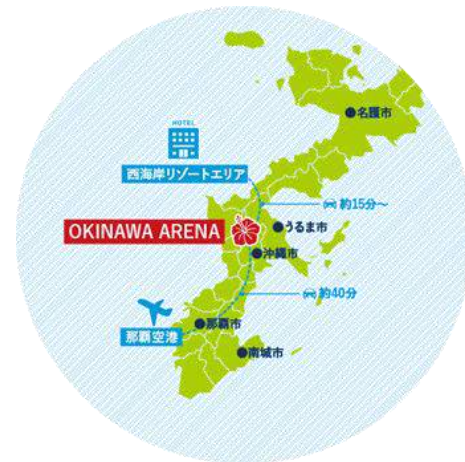 名護市
HOTEL
西海岸リゾートエリア
約15分~
OKINAWA ARENA
うるま市
沖縄市
約40分
那覇市
那覇空港
南城市